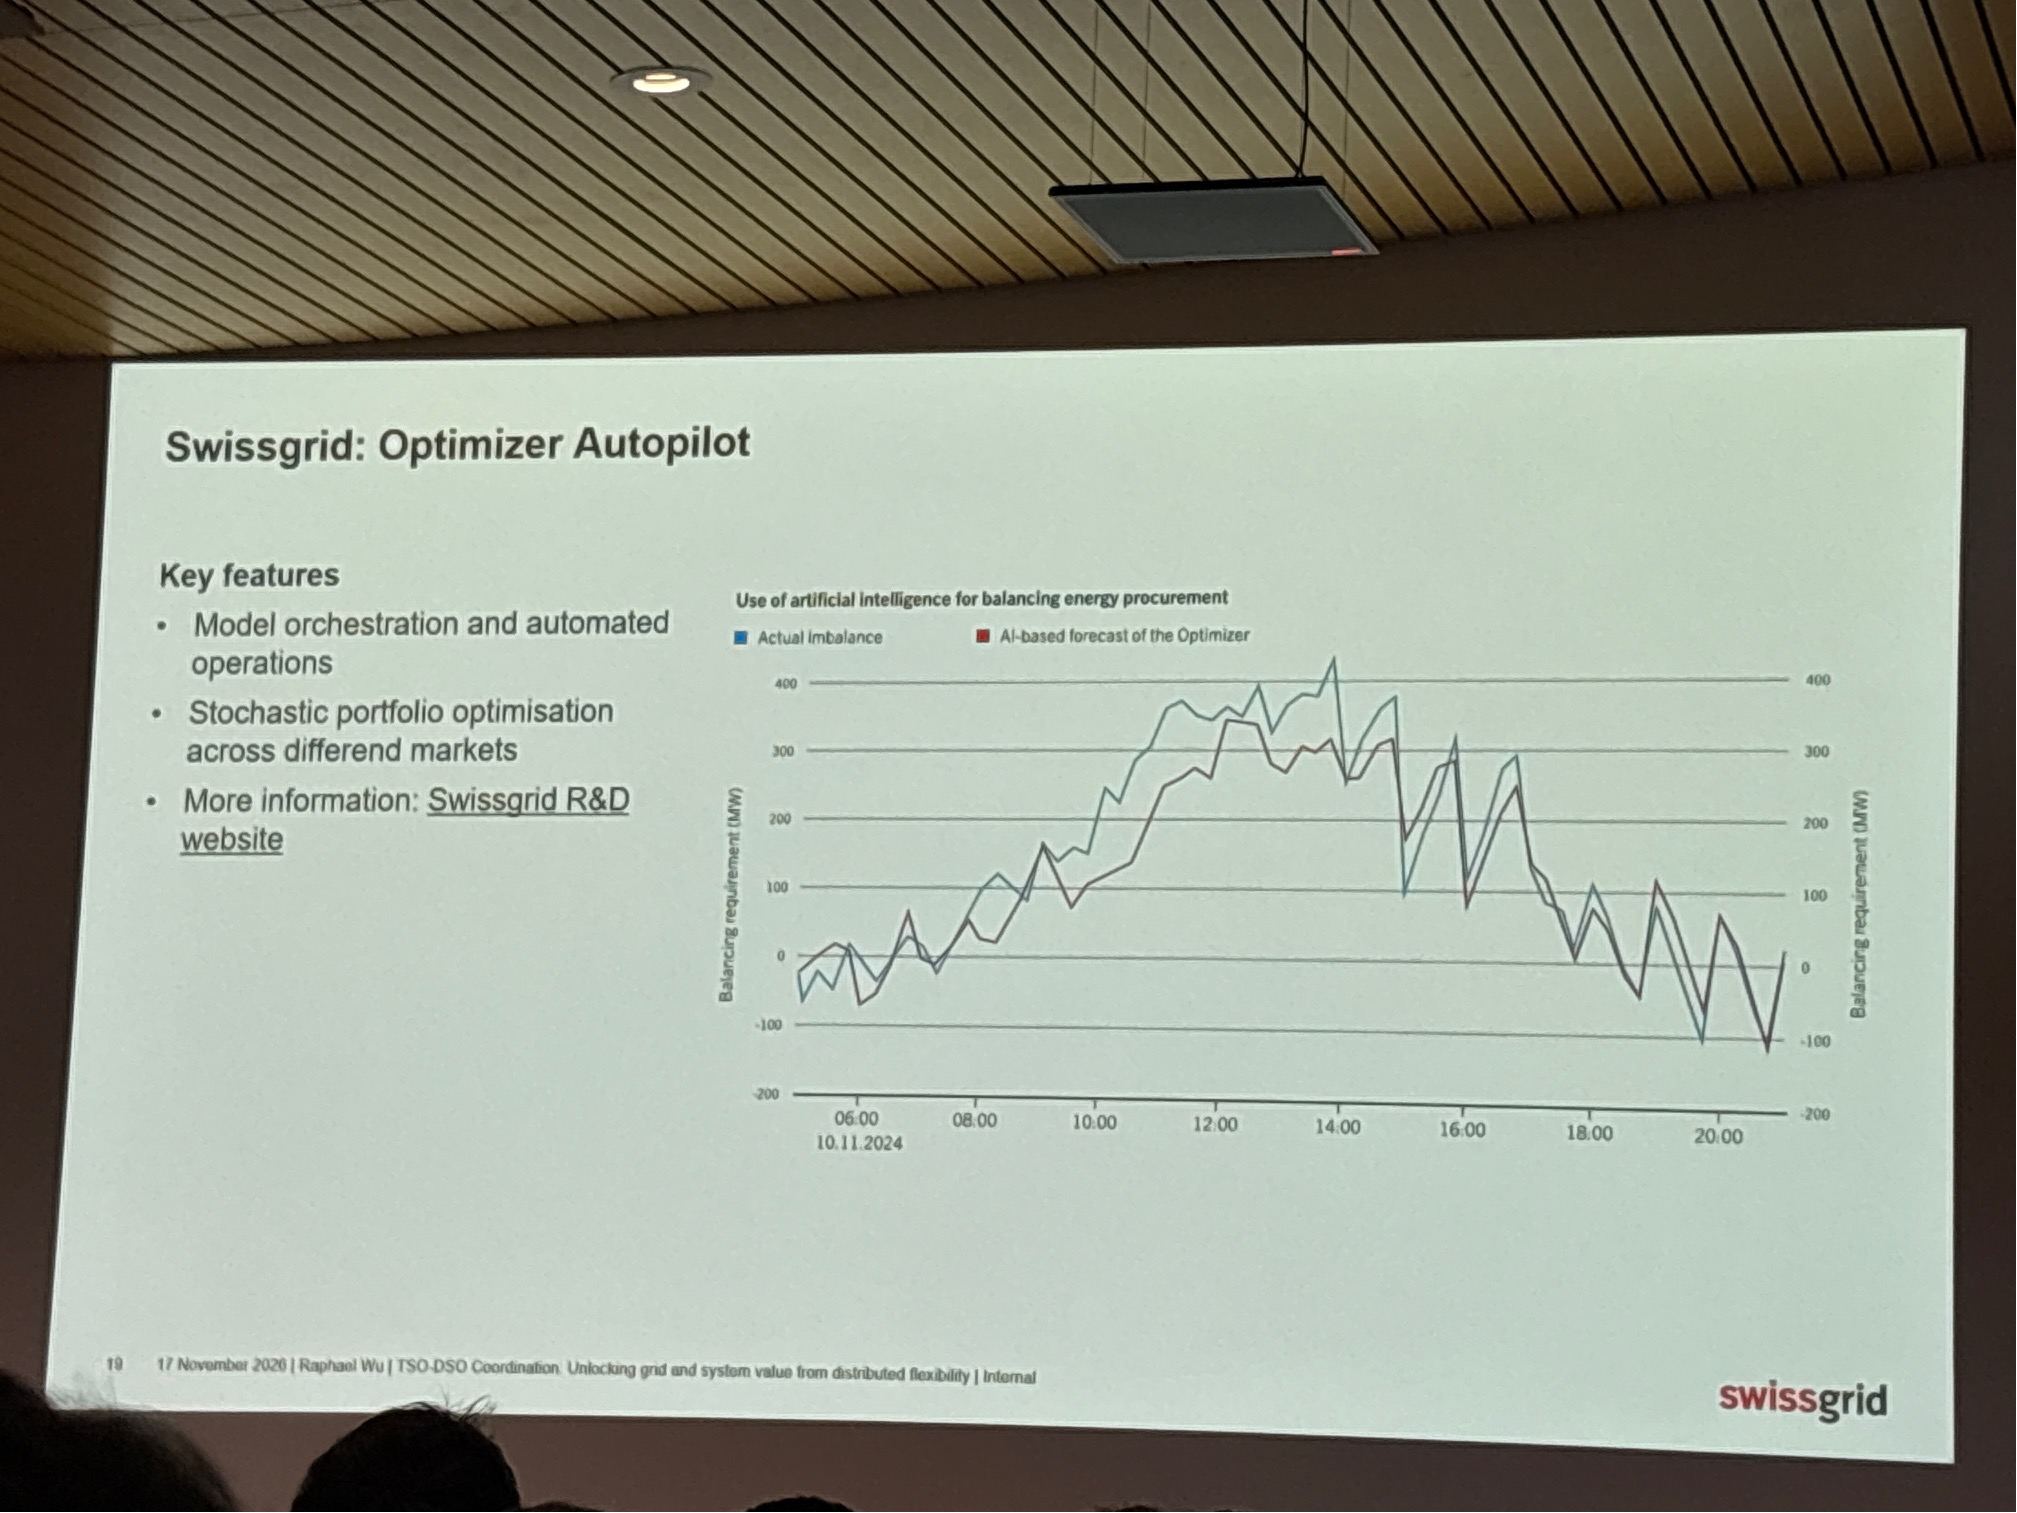 Swissgrid: Optimizer Autopilot
Key features
• Model orchestration and automated
operations
• Stochastic portfolio optimisation
across differend markets
• More information: Swissgrid R&D
website
Use of artificial intelligence for balancing energy procurement
Actual imbalance
AI-based forecast of the Optimizer
Balancing requirement (MW)
400
300
200
100
0
-100
-200
400
300
200
100
0
-100
-200
Balancing requirement (MW)
06:00
08:00
10:00
12:00
14:00
16:00
18:00
20:00
10.11.2024
19
17 November 2026 | Raphael Wu | TSO-DSO Coordination: Unlocking grid and system value from distributed flexibility | Internal
swissgrid